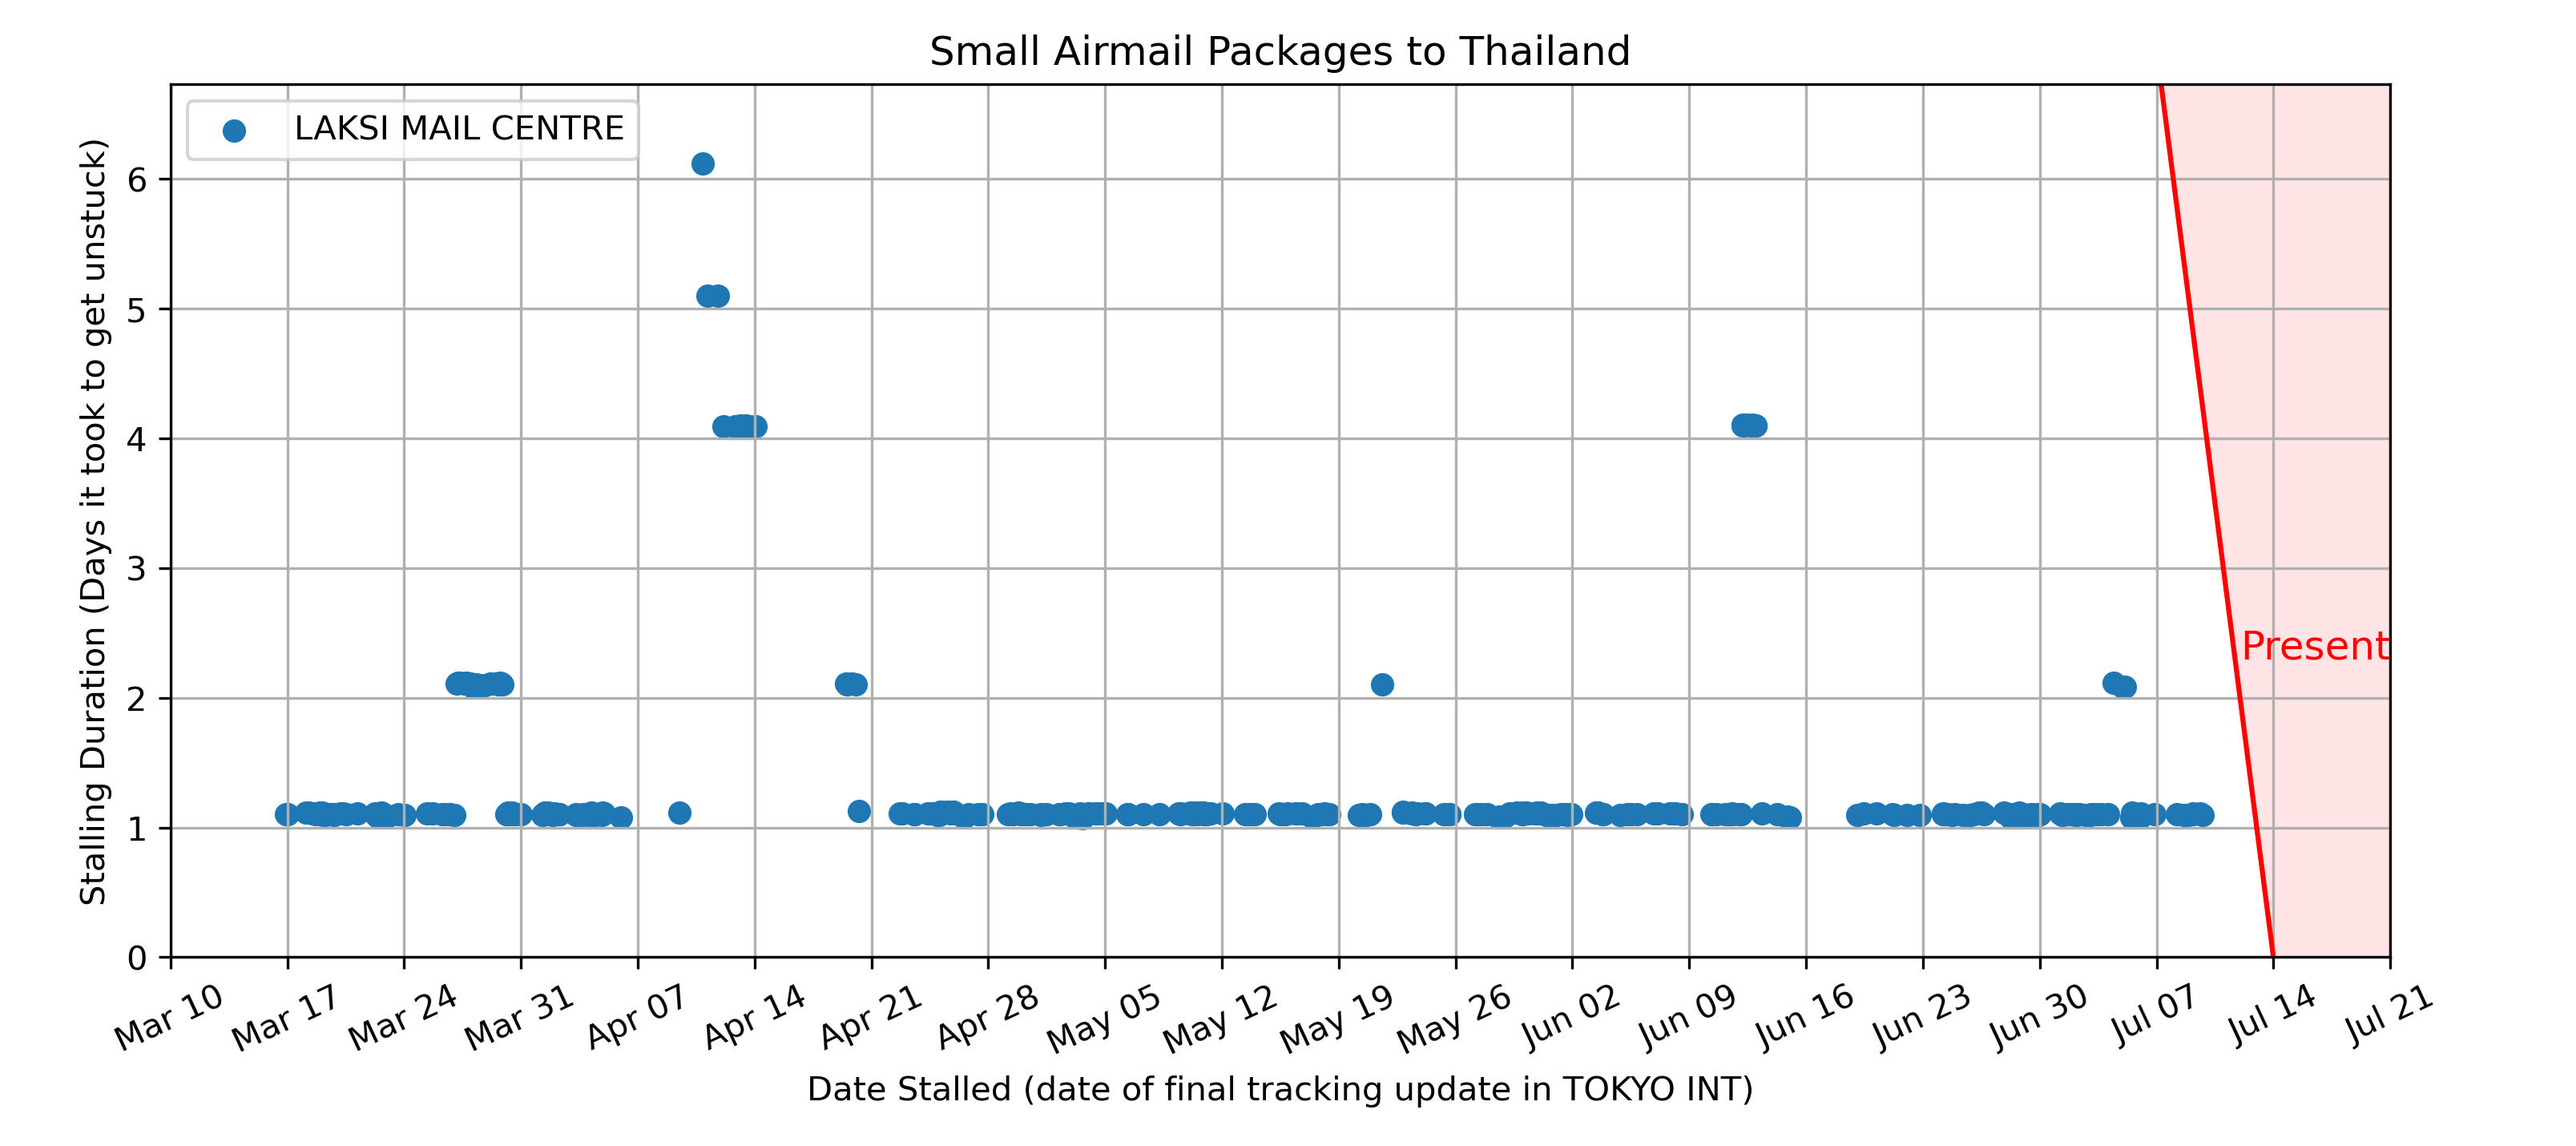 Small Airmail Packages to Thailand
LAKSI MAIL CENTRE
Stalling Duration (Days it took to get unstuck)
6
5
4
3
2
1
0
Present
Mar 10
Mar 17
Mar 24
Mar 31
Apr 07
Apr 14
Apr 21
Apr 28
May 05
May 12
May 19
May 26
Jun 02
Jun 09
Jun 16
Jun 23
Jun 30
Jul 07
Jul 14
Jul 21
Date Stalled (date of final tracking update in TOKYO INT)